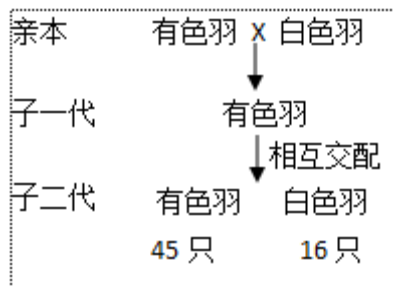 亲本 有色羽 X 白色羽
子一代 有色羽
相互交配
子二代 有色羽 白色羽
45 只 16 只